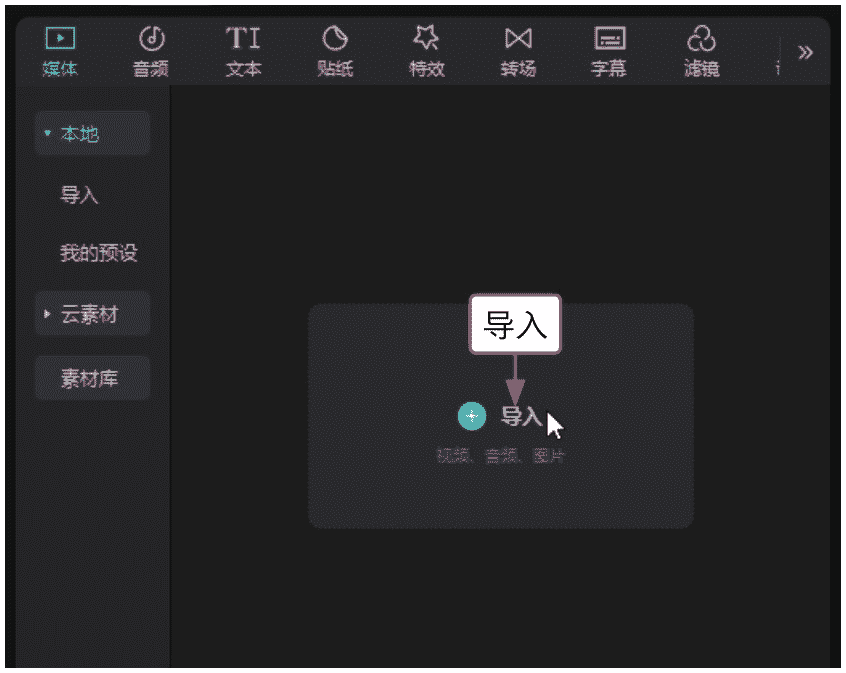 媒体 音频 文本 贴纸 特效 转场 字幕 滤镜
本地
导入
我的预设
云素材
素材库
导入
导入
视频、音频、图片